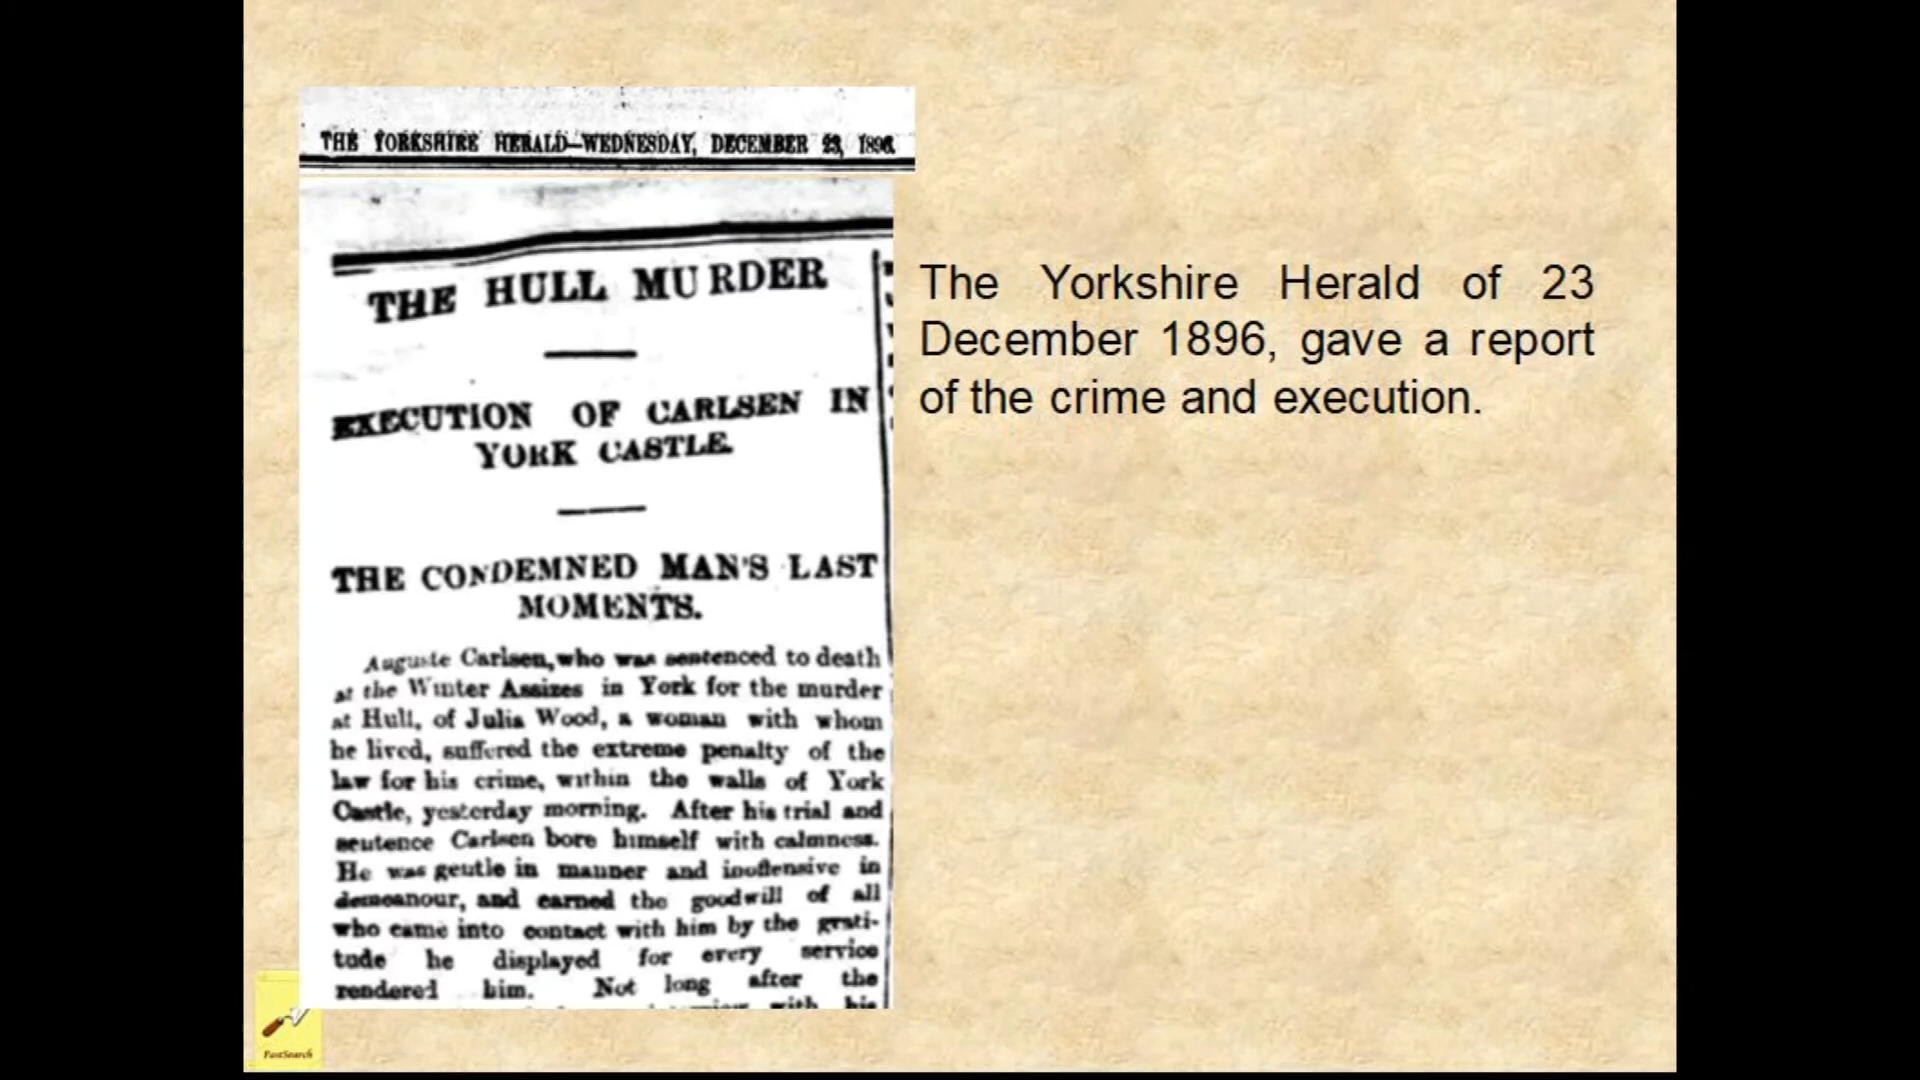 THE YORKSHIRE HERALD—WEDNESDAY, DECEMBER 23, 1896.
THE HULL MURDER
EXECUTION OF CARLSEN IN
YORK CASTLE.
THE CONDEMNED MAN'S LAST
MOMENTS.
Auguste Carlsen, who was sentenced to death
at the Winter Assizes in York for the murder
at Hull, of Julia Wood, a woman with whom
he lived, suffered the extreme penalty of the
law for his crime, within the walls of York
Castle, yesterday morning. After his trial and
sentence Carlsen bore himself with calmness.
He was gentle in manner and inoffensive in
demeanour, and earned the goodwill of all
who came into contact with him by the grati-
tude he displayed for every service
rendered him. Not long after the
with his
The Yorkshire Herald of 23
December 1896, gave a report
of the crime and execution.
PastSearch